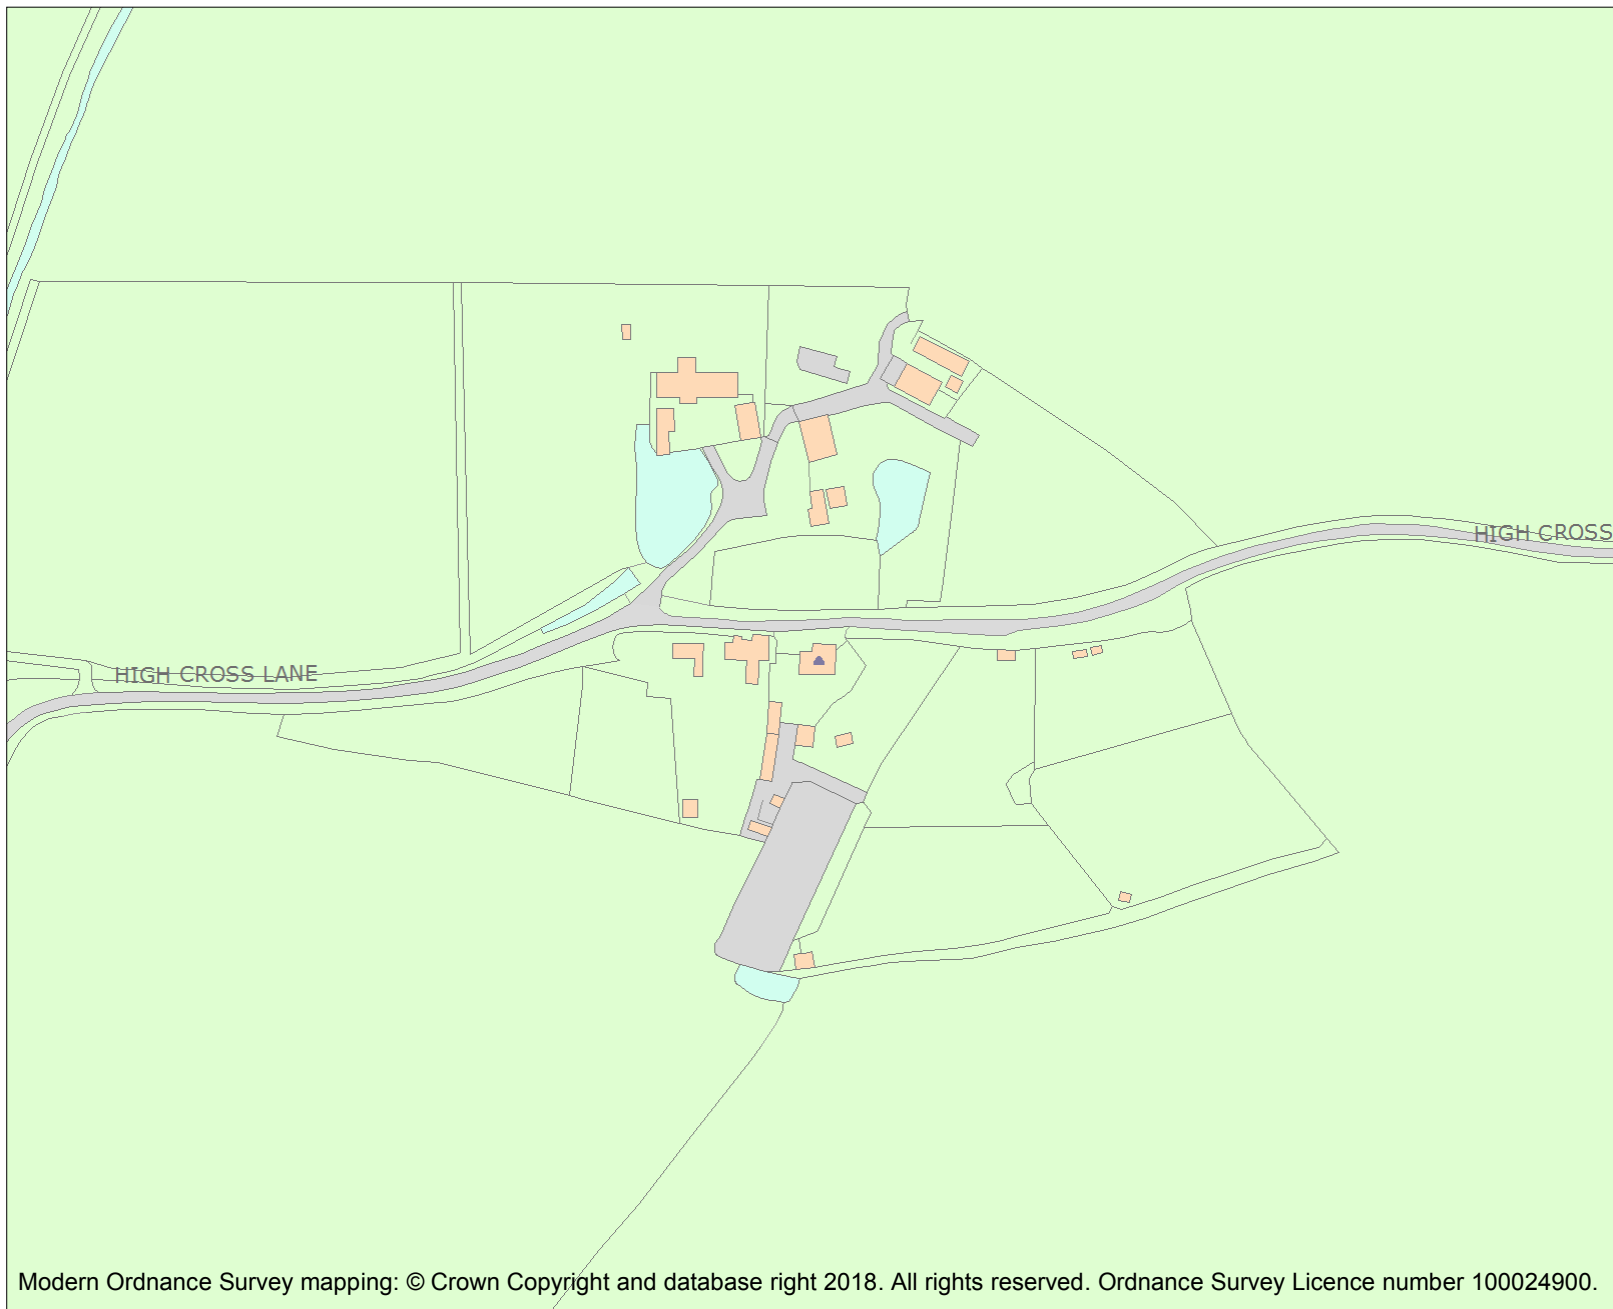 HIGH CROSS
HIGH CROSS LANE
Modern Ordnance Survey mapping: © Crown Copyright and database right 2018. All rights reserved. Ordnance Survey Licence number 100024900.